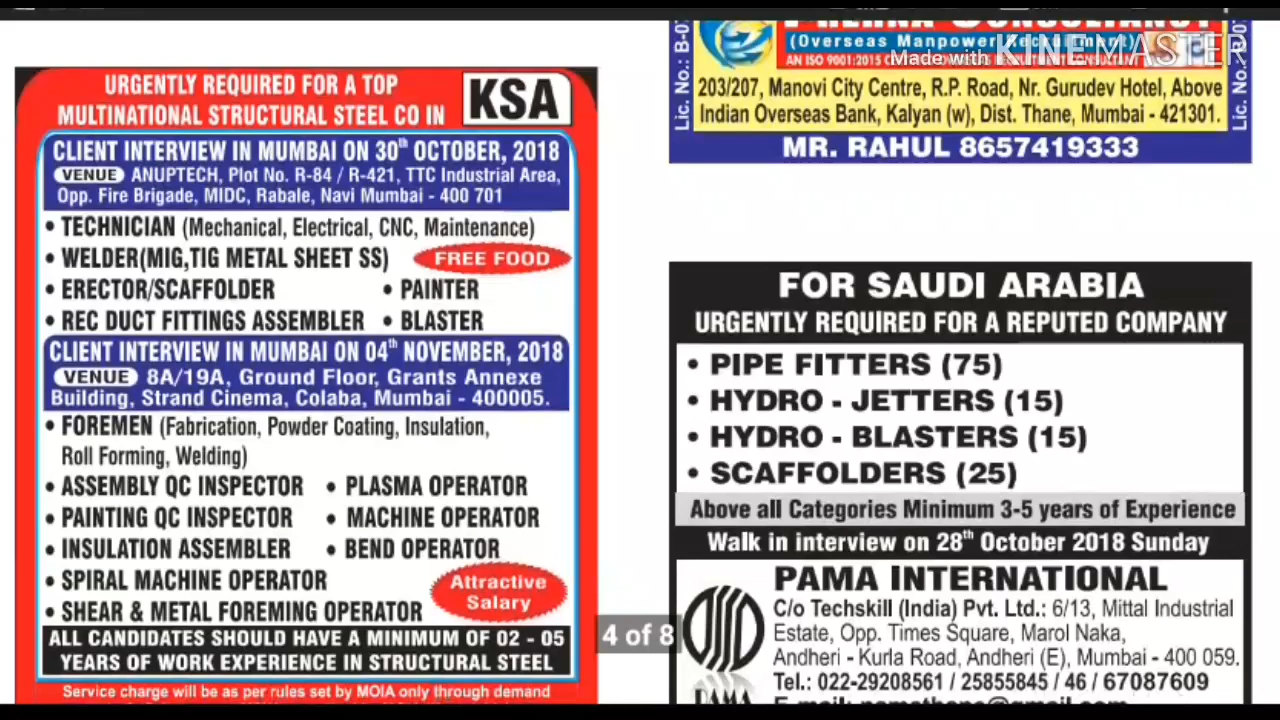 URGENTLY REQUIRED FOR A TOP
MULTINATIONAL STRUCTURAL STEEL CO IN
KSA
CLIENT INTERVIEW IN MUMBAI ON 30th OCTOBER, 2018
VENUE ANUPTECH, Plot No. R-84 / R-421, TTC Industrial Area,
Opp. Fire Brigade, MIDC, Rabale, Navi Mumbai - 400 701
• TECHNICIAN (Mechanical, Electrical, CNC, Maintenance)
• WELDER(MIG,TIG METAL SHEET SS)
FREE FOOD
• ERECTOR/SCAFFOLDER • PAINTER
• REC DUCT FITTINGS ASSEMBLER • BLASTER
CLIENT INTERVIEW IN MUMBAI ON 04th NOVEMBER, 2018
VENUE 8A/19A, Ground Floor, Grants Annexe
Building, Strand Cinema, Colaba, Mumbai - 400005.
• FOREMEN (Fabrication, Powder Coating, Insulation,
Roll Forming, Welding)
• ASSEMBLY QC INSPECTOR • PLASMA OPERATOR
• PAINTING QC INSPECTOR • MACHINE OPERATOR
• INSULATION ASSEMBLER • BEND OPERATOR
• SPIRAL MACHINE OPERATOR
• SHEAR & METAL FOREMING OPERATOR
Attractive
Salary
ALL CANDIDATES SHOULD HAVE A MINIMUM OF 02 - 05
YEARS OF WORK EXPERIENCE IN STRUCTURAL STEEL
Service charge will be as per rules set by MOIA only through demand
4 of 8
Made with KINEMASTER
(Overseas Manpower Recruitment)
AN ISO 9001:2015
Lic. No.: B-0
203/207, Manovi City Centre, R.P. Road, Nr. Gurudev Hotel, Above
Indian Overseas Bank, Kalyan (w), Dist. Thane, Mumbai - 421301.
MR. RAHUL 8657419333
FOR SAUDI ARABIA
URGENTLY REQUIRED FOR A REPUTED COMPANY
• PIPE FITTERS (75)
• HYDRO - JETTERS (15)
• HYDRO - BLASTERS (15)
• SCAFFOLDERS (25)
Above all Categories Minimum 3-5 years of Experience
Walk in interview on 28th October 2018 Sunday
PAMA INTERNATIONAL
C/o Techskill (India) Pvt. Ltd.: 6/13, Mittal Industrial
Estate, Opp. Times Square, Marol Naka,
Andheri - Kurla Road, Andheri (E), Mumbai - 400 059.
Tel.: 022-29208561 / 25855845 / 46 / 67087609
PAMA